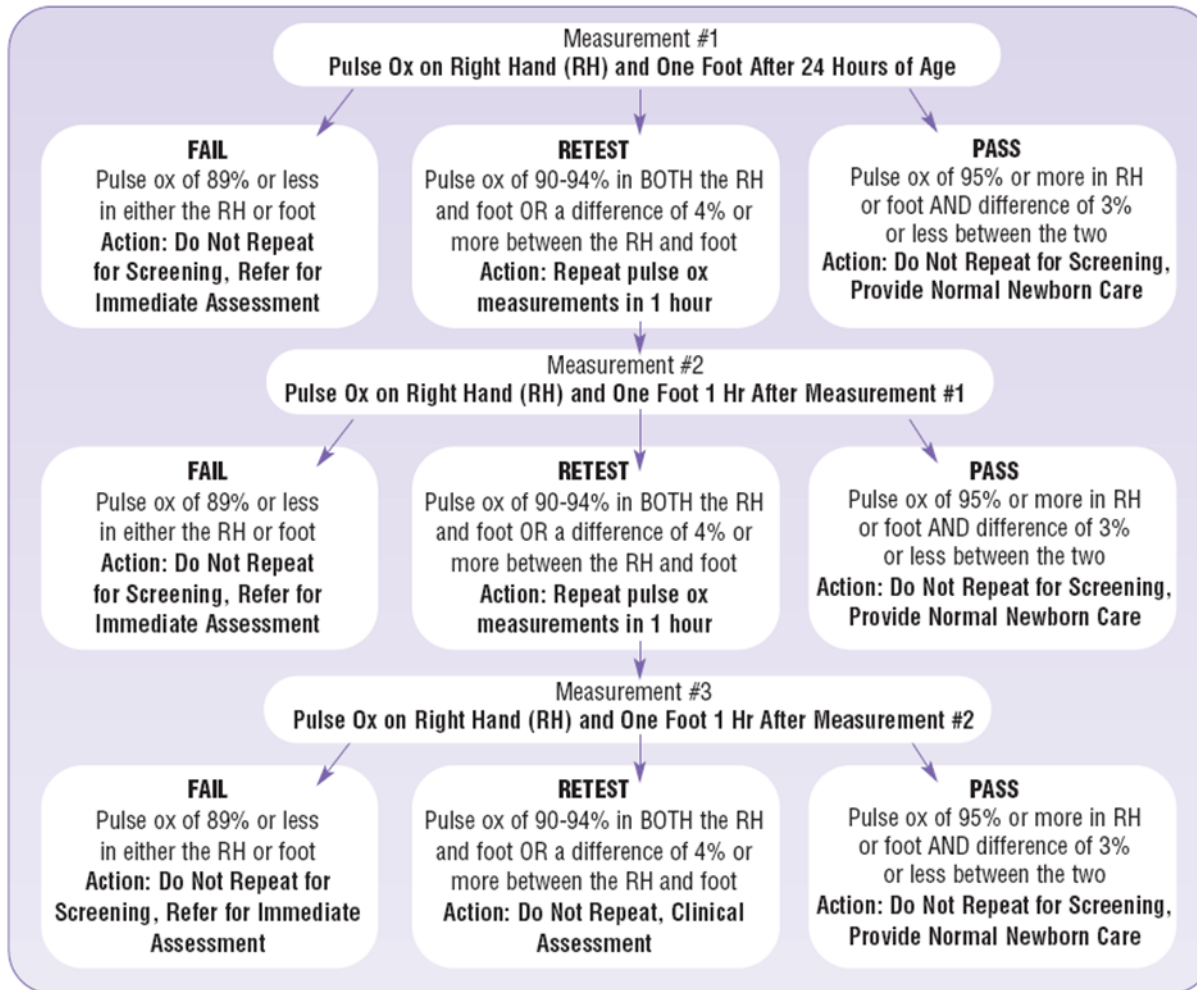 Measurement #1
Pulse Ox on Right Hand (RH) and One Foot After 24 Hours of Age
FAIL
Pulse ox of 89% or less
in either the RH or foot
Action: Do Not Repeat
for Screening, Refer for
Immediate Assessment
RETEST
Pulse ox of 90-94% in BOTH the RH
and foot OR a difference of 4% or
more between the RH and foot
Action: Repeat pulse ox
measurements in 1 hour
PASS
Pulse ox of 95% or more in RH
or foot AND difference of 3%
or less between the two
Action: Do Not Repeat for Screening,
Provide Normal Newborn Care
Measurement #2
Pulse Ox on Right Hand (RH) and One Foot 1 Hr After Measurement #1
FAIL
Pulse ox of 89% or less
in either the RH or foot
Action: Do Not Repeat
for Screening, Refer for
Immediate Assessment
RETEST
Pulse ox of 90-94% in BOTH the RH
and foot OR a difference of 4% or
more between the RH and foot
Action: Repeat pulse ox
measurements in 1 hour
PASS
Pulse ox of 95% or more in RH
or foot AND difference of 3%
or less between the two
Action: Do Not Repeat for Screening,
Provide Normal Newborn Care
Measurement #3
Pulse Ox on Right Hand (RH) and One Foot 1 Hr After Measurement #2
FAIL
Pulse ox of 89% or less
in either the RH or foot
Action: Do Not Repeat for
Screening, Refer for Immediate
Assessment
RETEST
Pulse ox of 90-94% in BOTH the RH
and foot OR a difference of 4% or
more between the RH and foot
Action: Do Not Repeat, Clinical
Assessment
PASS
Pulse ox of 95% or more in RH
or foot AND difference of 3%
or less between the two
Action: Do Not Repeat for Screening,
Provide Normal Newborn Care